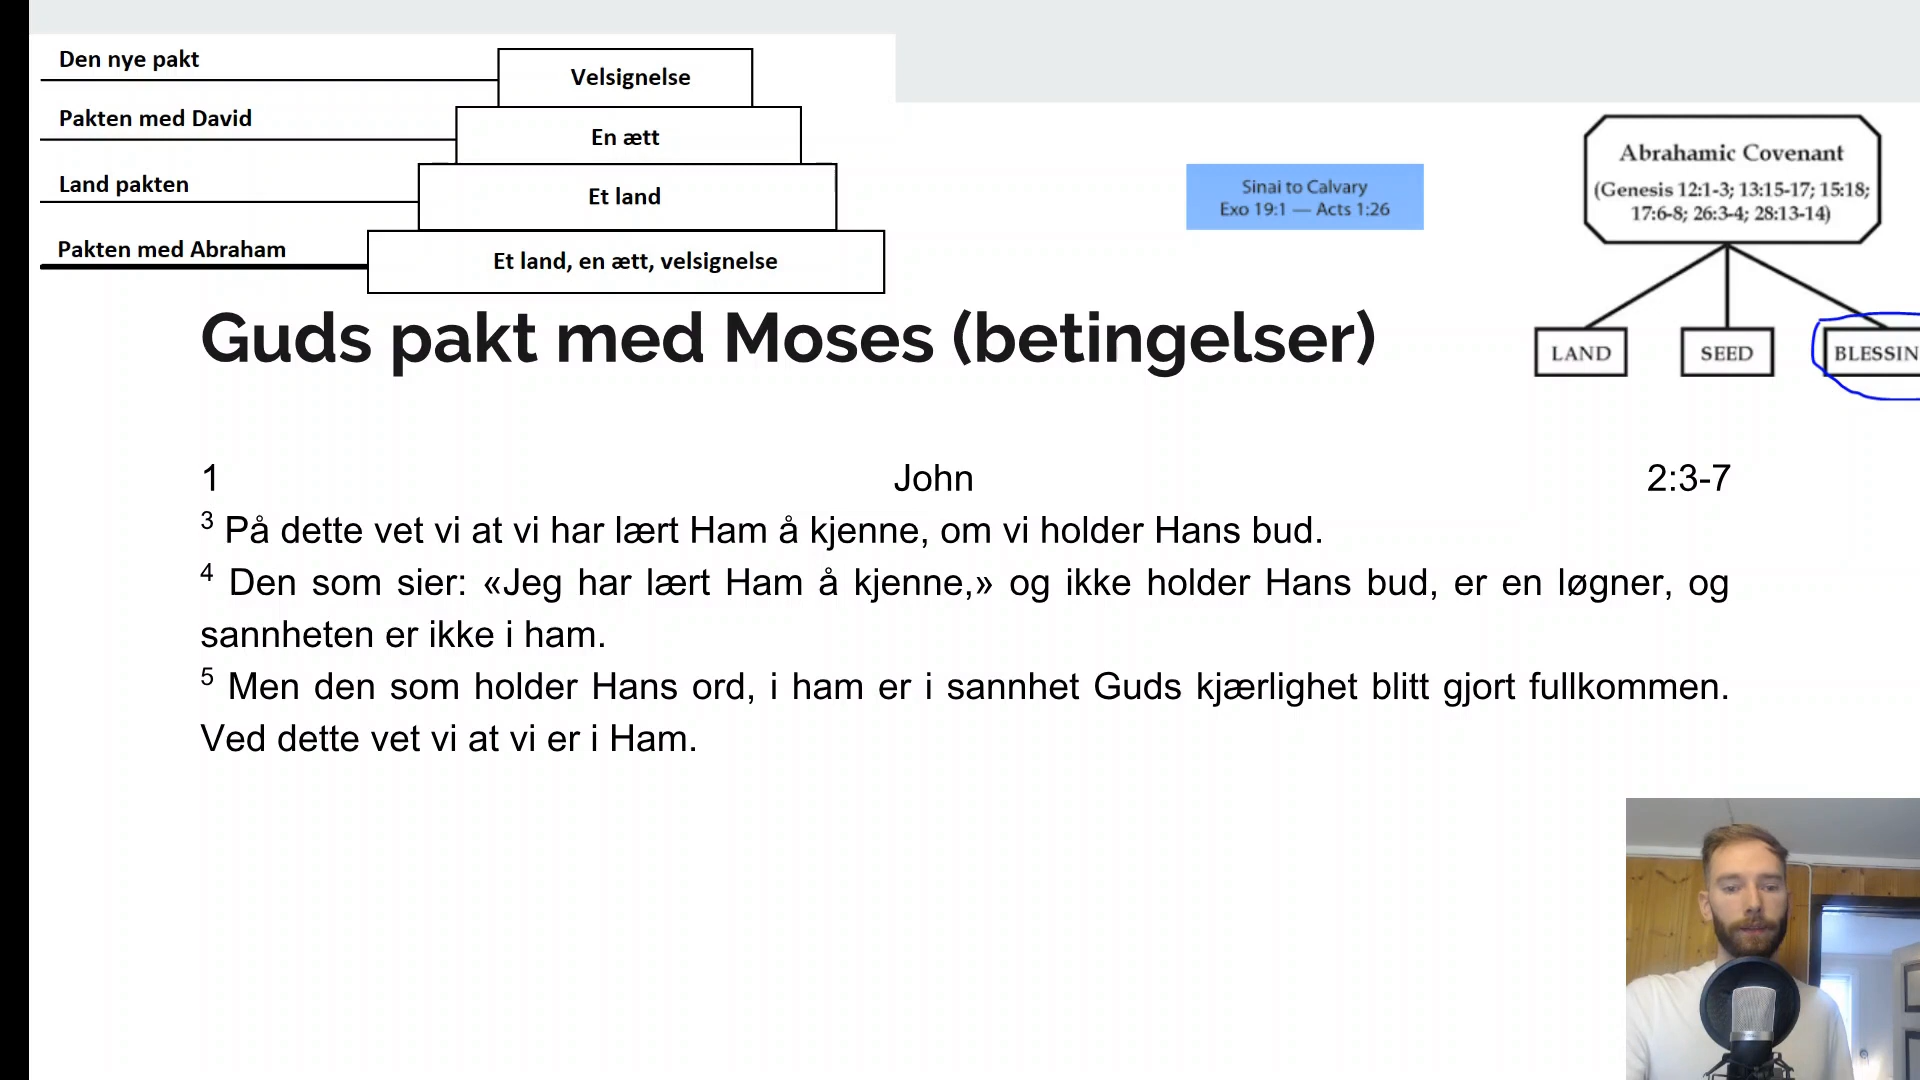 Den nye pakt
Velsignelse
Pakten med David
En ætt
Land pakten
Et land
Pakten med Abraham
Et land, en ætt, velsignelse
Sinai to Calvary
Exo 19:1 — Acts 1:26
Abrahamic Covenant
(Genesis 12:1-3; 13:15-17; 15:18;
17:6-8; 26:3-4; 28:13-14)
LAND
SEED
BLESSIN
Guds pakt med Moses (betingelser)
1 John 2:3-7
3 På dette vet vi at vi har lært Ham å kjenne, om vi holder Hans bud.
4 Den som sier: «Jeg har lært Ham å kjenne,» og ikke holder Hans bud, er en løgner, og
sannheten er ikke i ham.
5 Men den som holder Hans ord, i ham er i sannhet Guds kjærlighet blitt gjort fullkommen.
Ved dette vet vi at vi er i Ham.